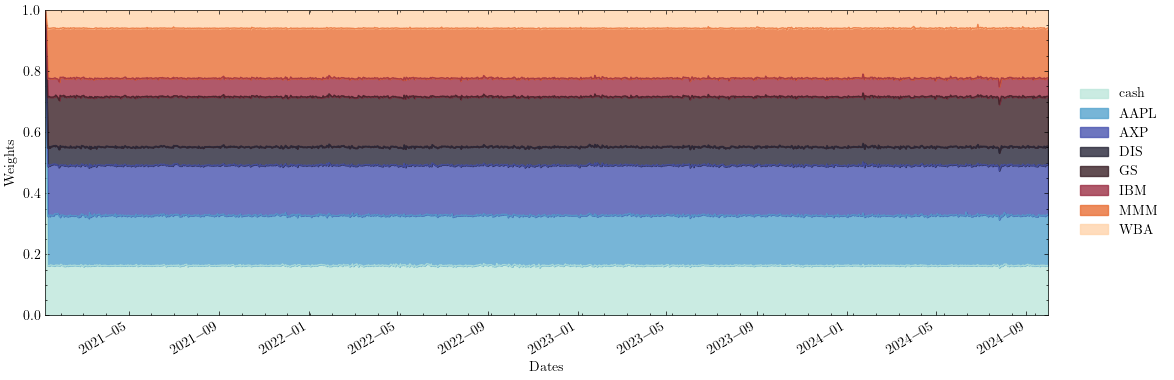 1.0
0.8
0.6
0.4
0.2
0.0
Weights
2021−05
2021−09
2022−01
2022−05
2022−09
2023−01
2023−05
2023−09
2024−01
2024−05
2024−09
Dates
cash
AAPL
AXP
DIS
GS
IBM
MMM
WBA